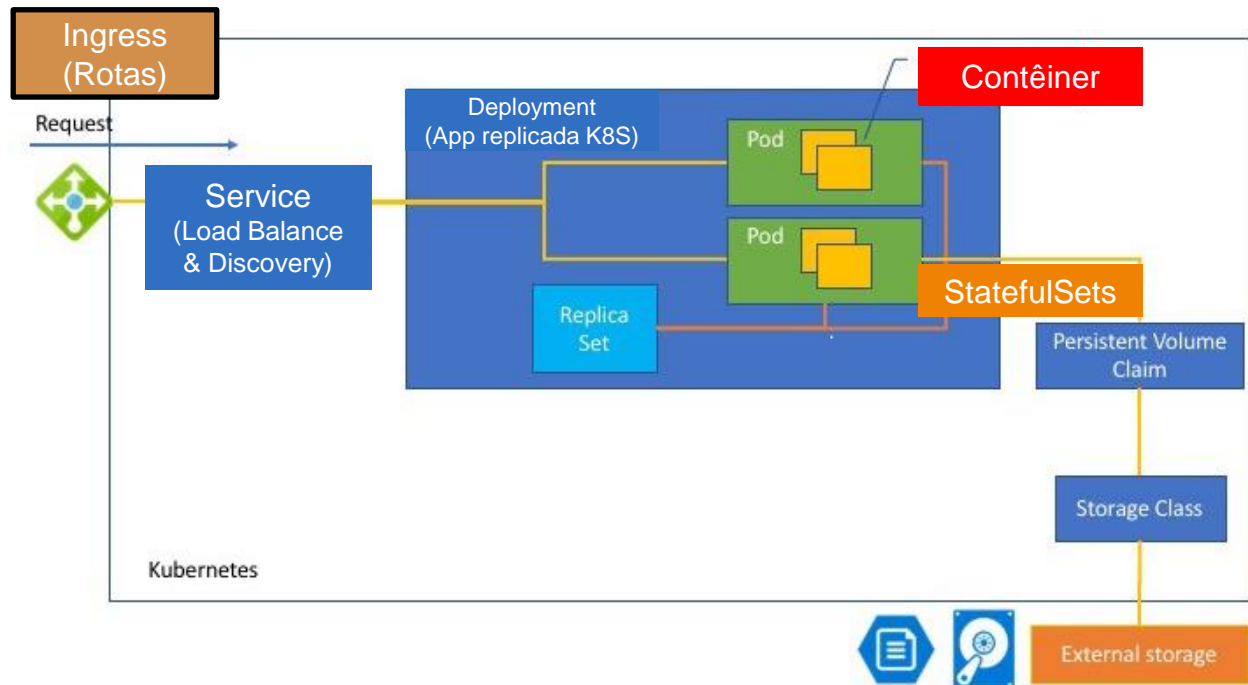 Ingress
(Rotas)
Request
Service
(Load Balance
& Discovery)
Deployment
(App replicada K8S)
Pod
Contêiner
Pod
StatefulSets
Replica
Set
Persistent Volume
Claim
Storage Class
Kubernetes
External storage